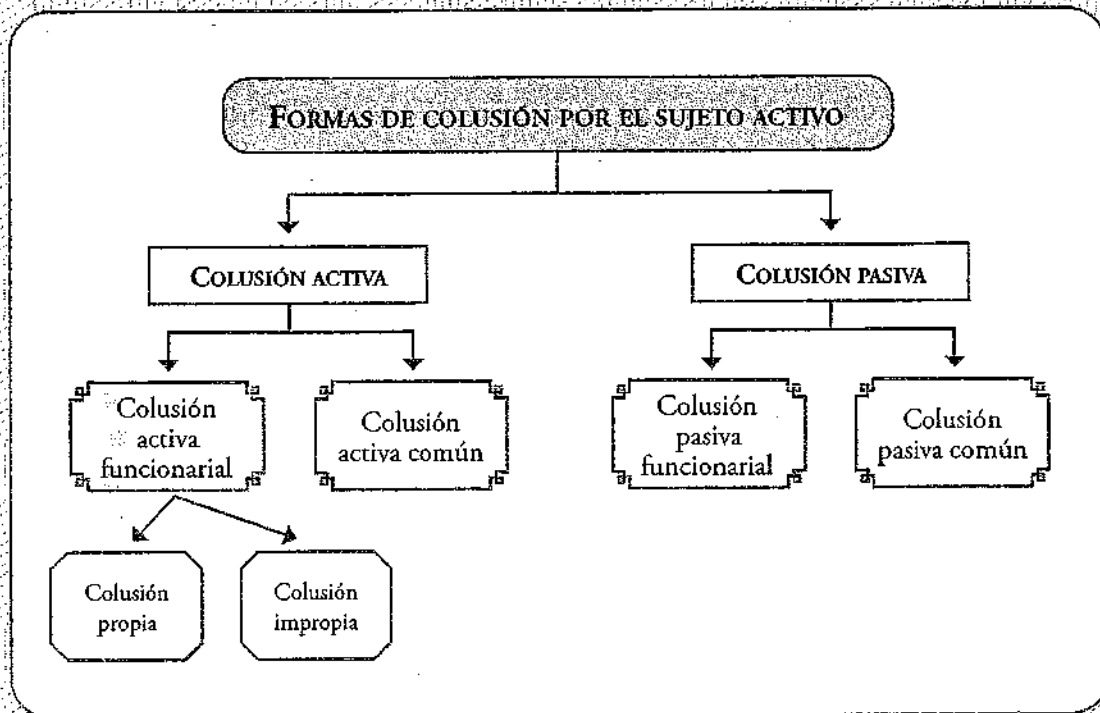 FORMAS DE COLUSIÓN POR EL SUJETO ACTIVO
COLUSIÓN ACTIVA
COLUSIÓN PASIVA
Colusión
activa
funcionarial
Colusión
activa común
Colusión
pasiva
funcionarial
Colusión
pasiva común
Colusión
propia
Colusión
impropia